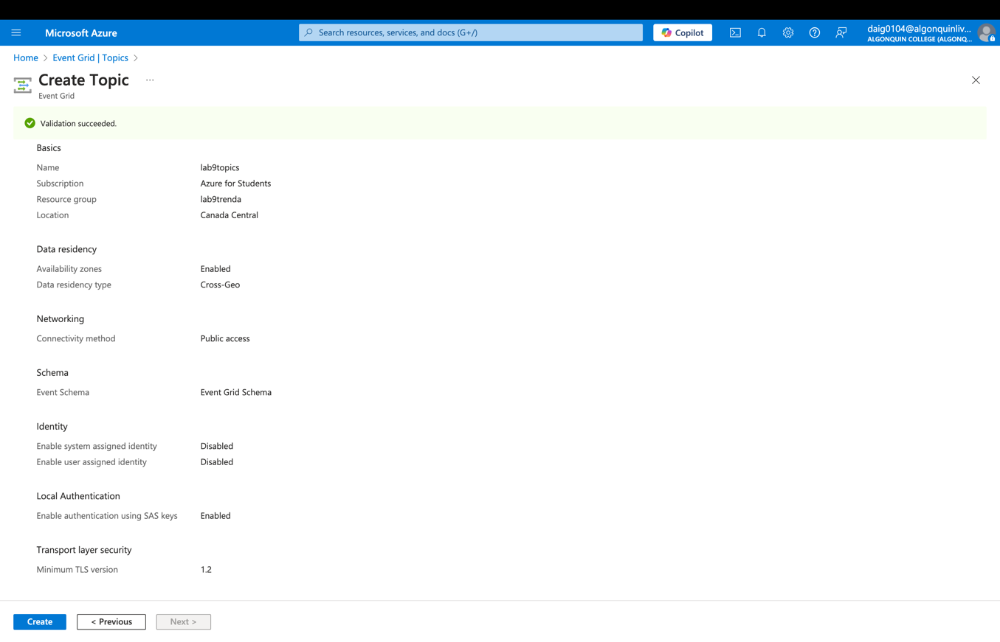 Microsoft Azure
Search resources, services, and docs (G+/)
Copilot
daig0104@algonquinliv...
ALGONQUIN COLLEGE (ALGONQ...
Home > Event Grid | Topics >
Create Topic ...
Event Grid
Validation succeeded.
Basics
Name lab9topics
Subscription Azure for Students
Resource group lab9trenda
Location Canada Central
Data residency
Availability zones Enabled
Data residency type Cross-Geo
Networking
Connectivity method Public access
Schema
Event Schema Event Grid Schema
Identity
Enable system assigned identity Disabled
Enable user assigned identity Disabled
Local Authentication
Enable authentication using SAS keys Enabled
Transport layer security
Minimum TLS version 1.2
Create < Previous Next >